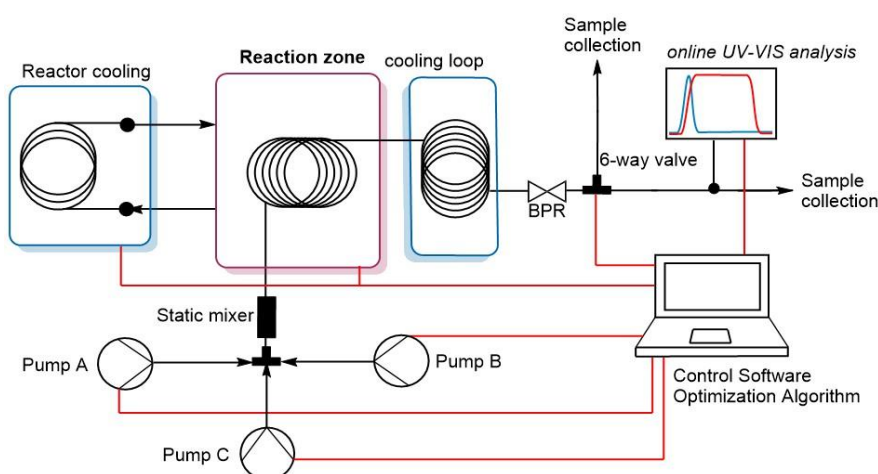 Sample
collection
online UV-VIS analysis
Reaction zone
cooling loop
Reactor cooling
6-way valve
BPR
Sample
collection
Static mixer
Pump A
Pump B
Control Software
Optimization Algorithm
Pump C